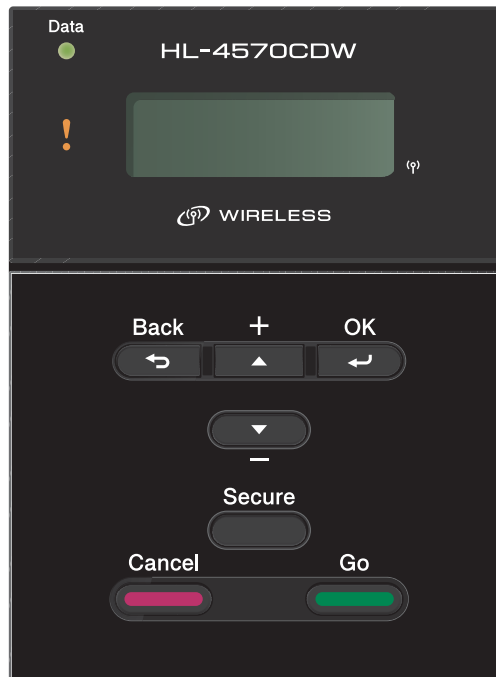 Data
HL-4570CDW
!
WIRELESS
Back + OK
−
Secure
Cancel Go